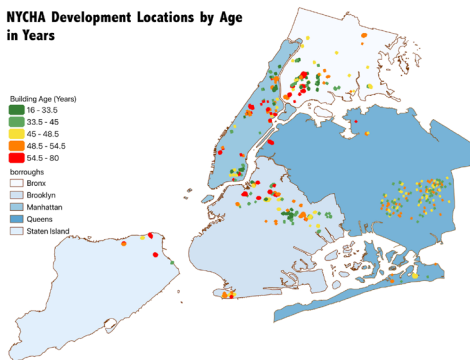 NYCHA Development Locations by Age
in Years
Building Age (Years)
16 - 33.5
33.5 - 45
45 - 48.5
48.5 - 54.5
54.5 - 80
borroughs
Bronx
Brooklyn
Manhattan
Queens
Staten Island